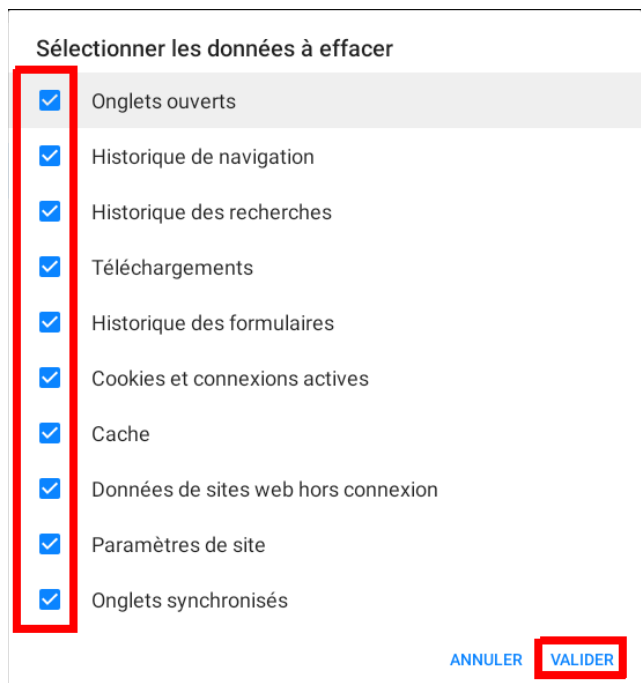 Sélectionner les données à effacer
Onglets ouverts
Historique de navigation
Historique des recherches
Téléchargements
Historique des formulaires
Cookies et connexions actives
Cache
Données de sites web hors connexion
Paramètres de site
Onglets synchronisés
ANNULER VALIDER